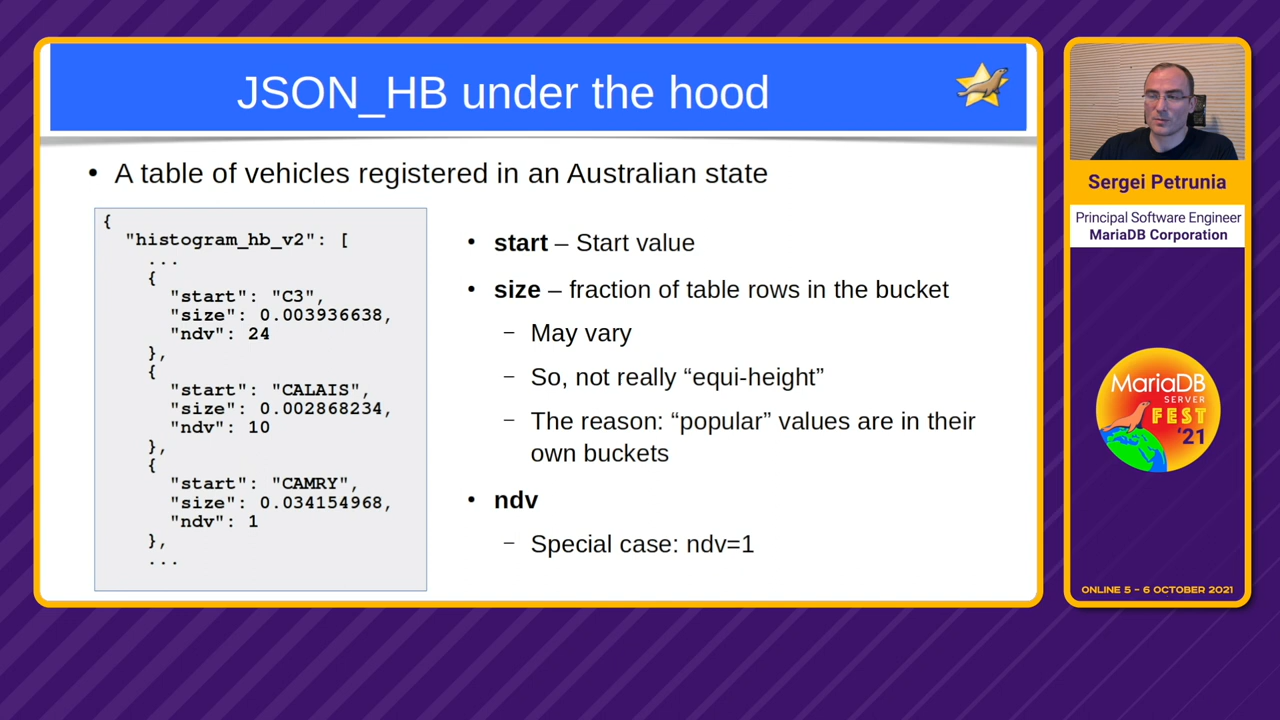 JSON_HB under the hood
• A table of vehicles registered in an Australian state
{
"histogram_hb_v2": [
...
{
"start": "C3",
"size": 0.003936638,
"ndv": 24
},
{
"start": "CALAIS",
"size": 0.002868234,
"ndv": 10
},
{
"start": "CAMRY",
"size": 0.034154968,
"ndv": 1
},
...
• start – Start value
• size – fraction of table rows in the bucket
– May vary
– So, not really “equi-height”
– The reason: “popular” values are in their
own buckets
• ndv
– Special case: ndv=1
Sergei Petrunia
Principal Software Engineer
MariaDB Corporation
MariaDB
SERVER
FEST
'21
ONLINE 5 – 6 OCTOBER 2021